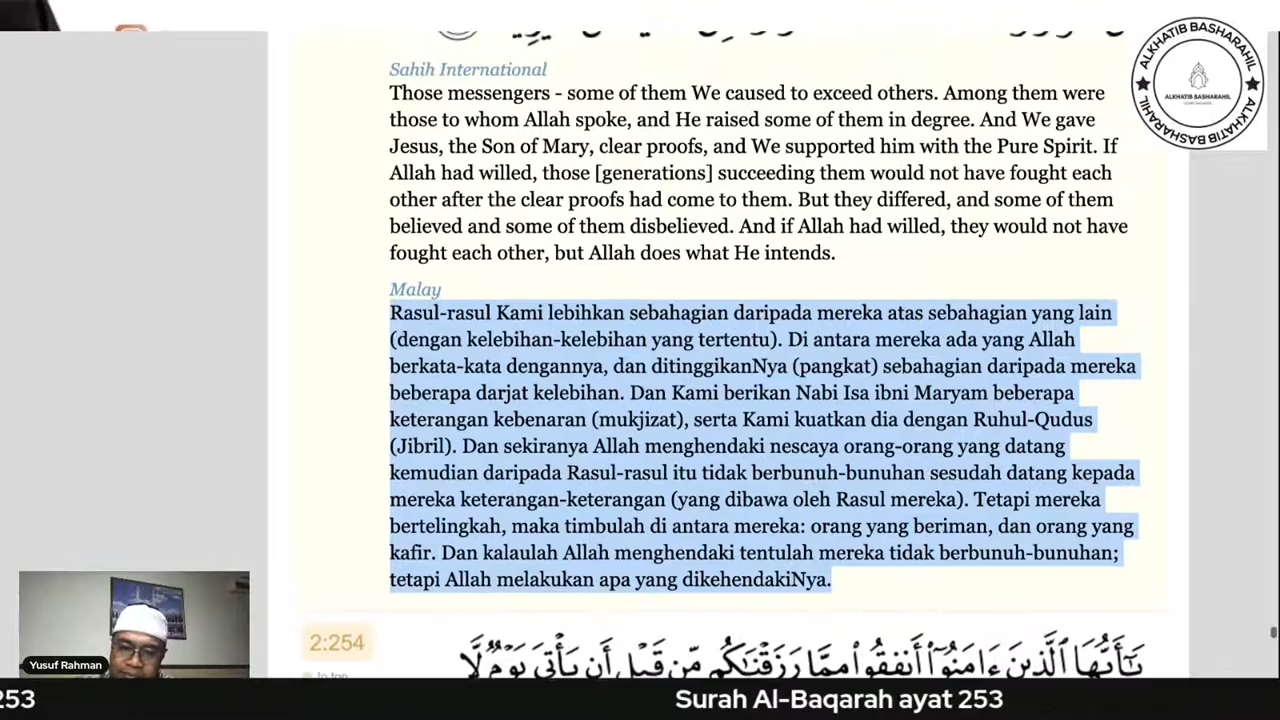 ALKHATIB BASHARAHIL
ALKHATIB BASHARAHIL
ALKHATIB BASHARAHIL
Sahih International
Those messengers - some of them We caused to exceed others. Among them were
those to whom Allah spoke, and He raised some of them in degree. And We gave
Jesus, the Son of Mary, clear proofs, and We supported him with the Pure Spirit. If
Allah had willed, those [generations] succeeding them would not have fought each
other after the clear proofs had come to them. But they differed, and some of them
believed and some of them disbelieved. And if Allah had willed, they would not have
fought each other, but Allah does what He intends.
Malay
Rasul-rasul Kami lebihkan sebahagian daripada mereka atas sebahagian yang lain
(dengan kelebihan-kelebihan yang tertentu). Di antara mereka ada yang Allah
berkata-kata dengannya, dan ditinggikanNya (pangkat) sebahagian daripada mereka
beberapa darjat kelebihan. Dan Kami berikan Nabi Isa ibni Maryam beberapa
keterangan kebenaran (mukjizat), serta Kami kuatkan dia dengan Ruhul-Qudus
(Jibril). Dan sekiranya Allah menghendaki nescaya orang-orang yang datang
kemudian daripada Rasul-rasul itu tidak berbunuh-bunuhan sesudah datang kepada
mereka keterangan-keterangan (yang dibawa oleh Rasul mereka). Tetapi mereka
bertelingkah, maka timbulah di antara mereka: orang yang beriman, dan orang yang
kafir. Dan kalaulah Allah menghendaki tentulah mereka tidak berbunuh-bunuhan;
tetapi Allah melakukan apa yang dikehendakiNya.
2:254
يَٰٓأَيُّهَا ٱلَّذِينَ ءَامَنُوٓا۟ أَنفِقُوا۟ مِمَّا رَزَقْنَٰكُم مِّن قَبْلِ أَن يَأْتِىَ يَوْمٌ لَّا
to top
Yusuf Rahman
253
Surah Al-Baqarah ayat 253